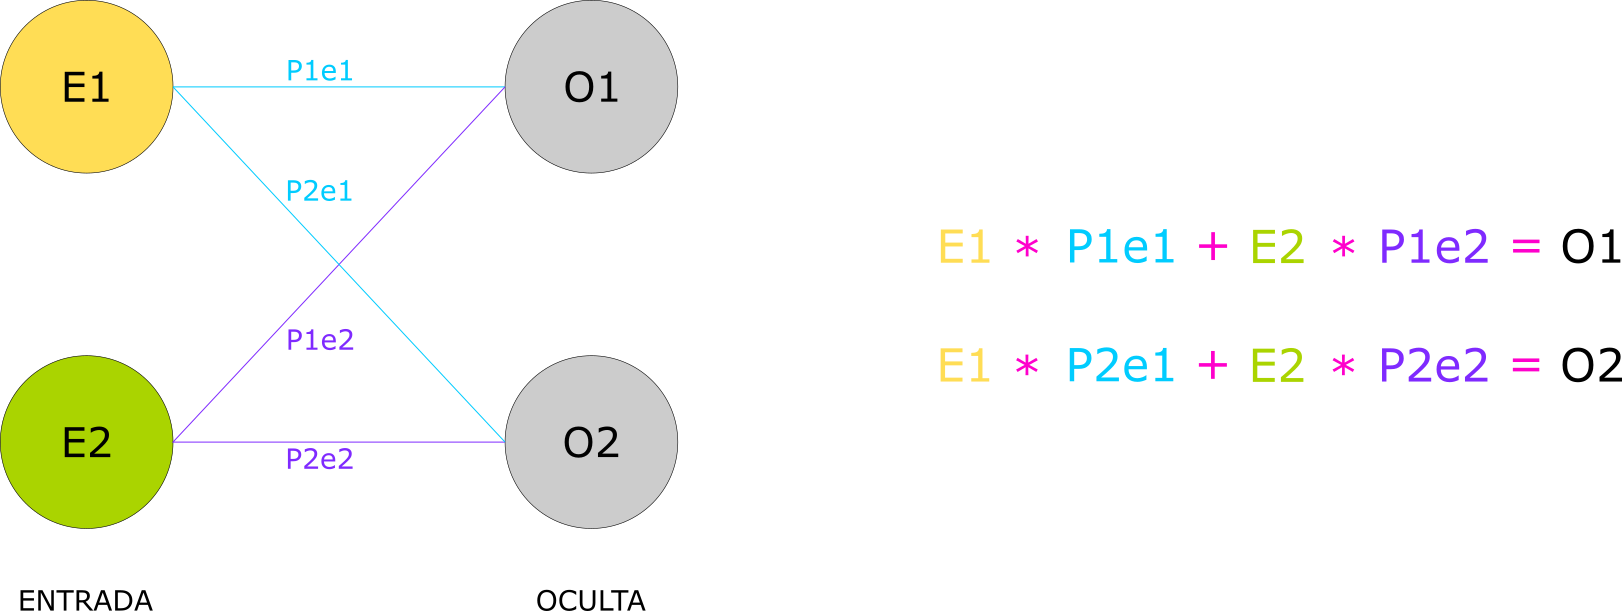 E1
P1e1
O1
P2e1
P1e2
E2
P2e2
O2
ENTRADA
OCULTA
E1 * P1e1 + E2 * P1e2 = O1
E1 * P2e1 + E2 * P2e2 = O2